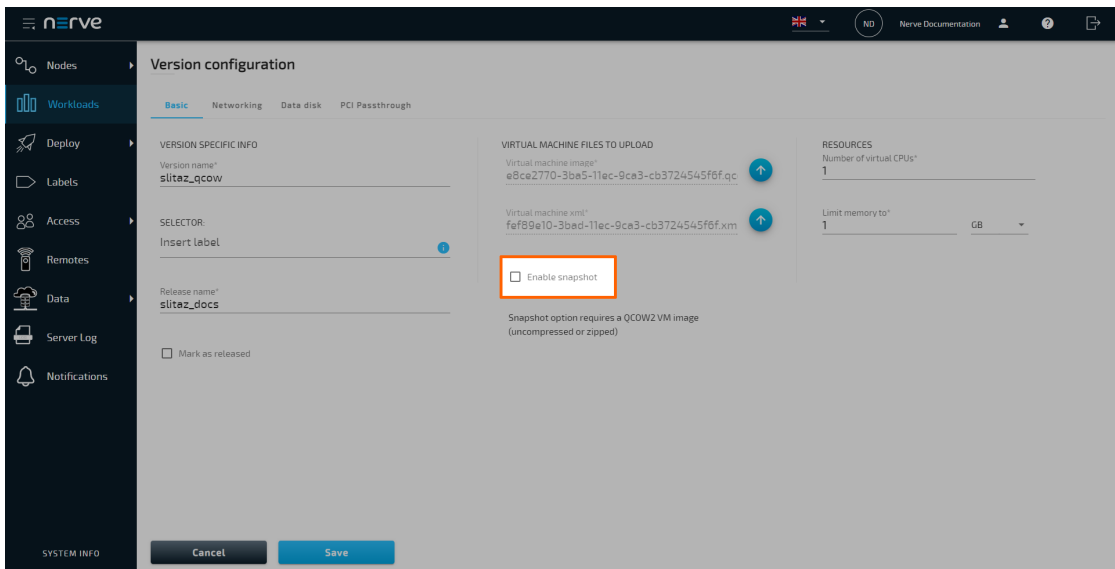 nerve
ND
Nerve Documentation
?
Nodes
Workloads
Deploy
Labels
Access
Remotes
Data
Server Log
Notifications
SYSTEM INFO
Version configuration
Basic Networking Data disk PCI Passthrough
VERSION SPECIFIC INFO
Version name*
slitaz_qcow
SELECTOR:
Insert label
i
Release name*
slitaz_docs
Mark as released
VIRTUAL MACHINE FILES TO UPLOAD
Virtual machine image*
e8ce2770-3ba5-11ec-9ca3-cb3724545f6f.qc
Virtual machine xml*
fef89e10-3bad-11ec-9ca3-cb3724545f6f.xm
Enable snapshot
Snapshot option requires a QCOW2 VM image
(uncompressed or zipped)
RESOURCES
Number of virtual CPUs*
1
Limit memory to*
1 GB
Cancel Save